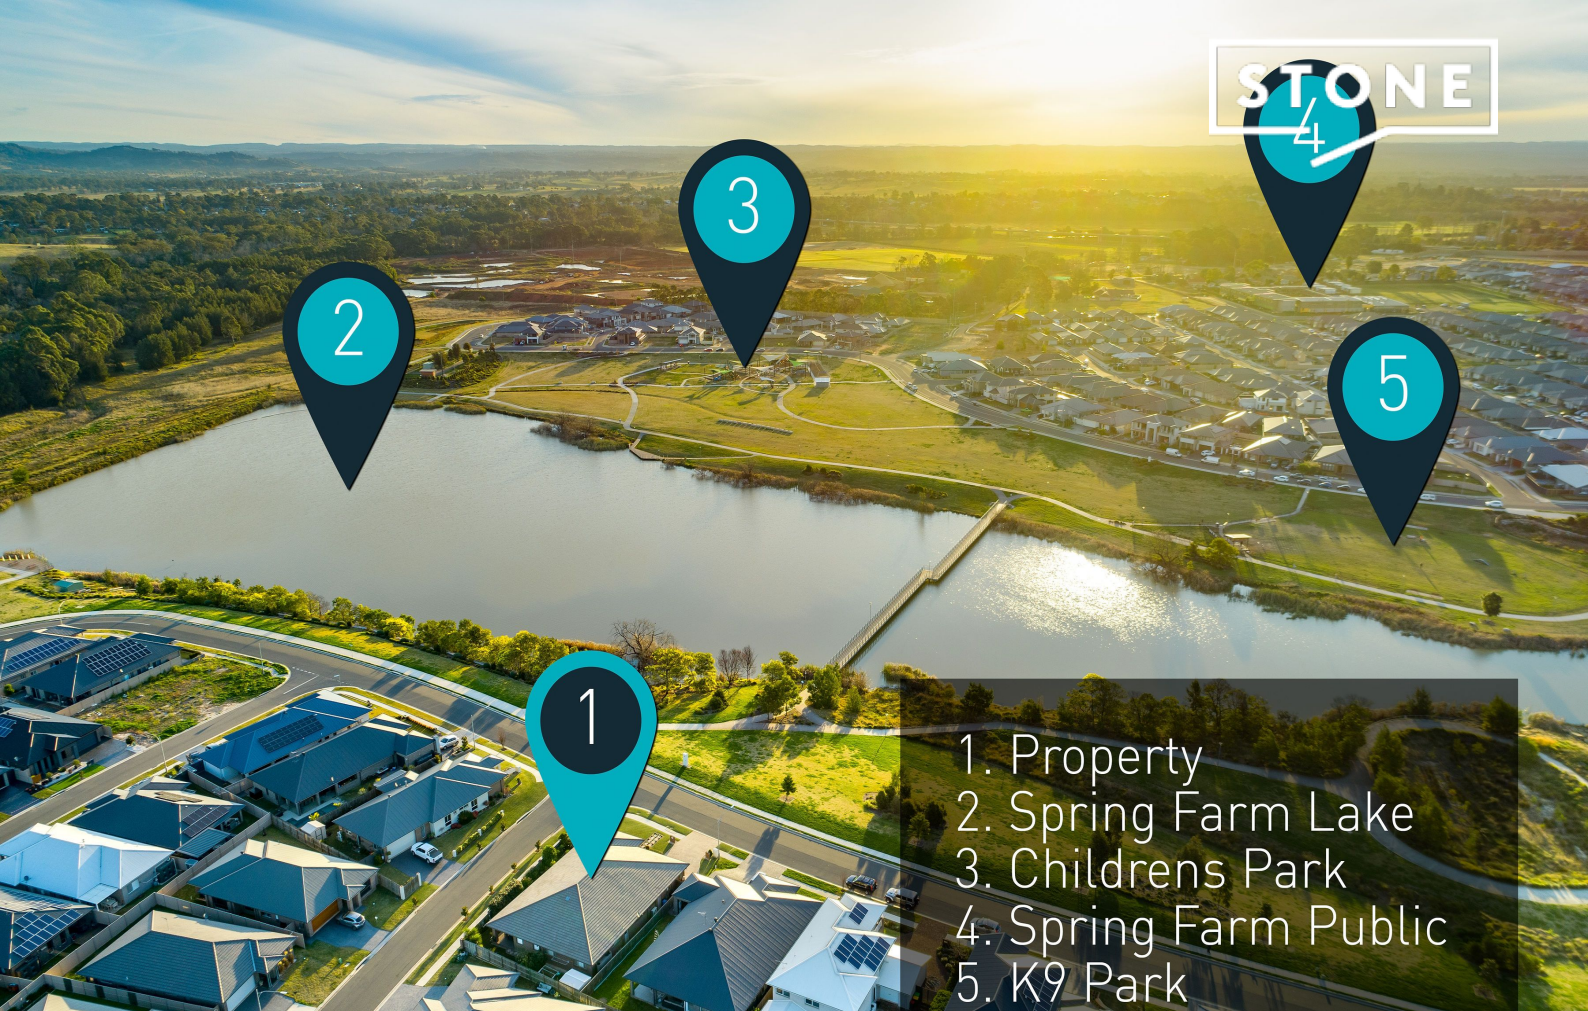 STONE
4
3
2
5
1
1. Property
2. Spring Farm Lake
3. Childrens Park
4. Spring Farm Public
5. K9 Park